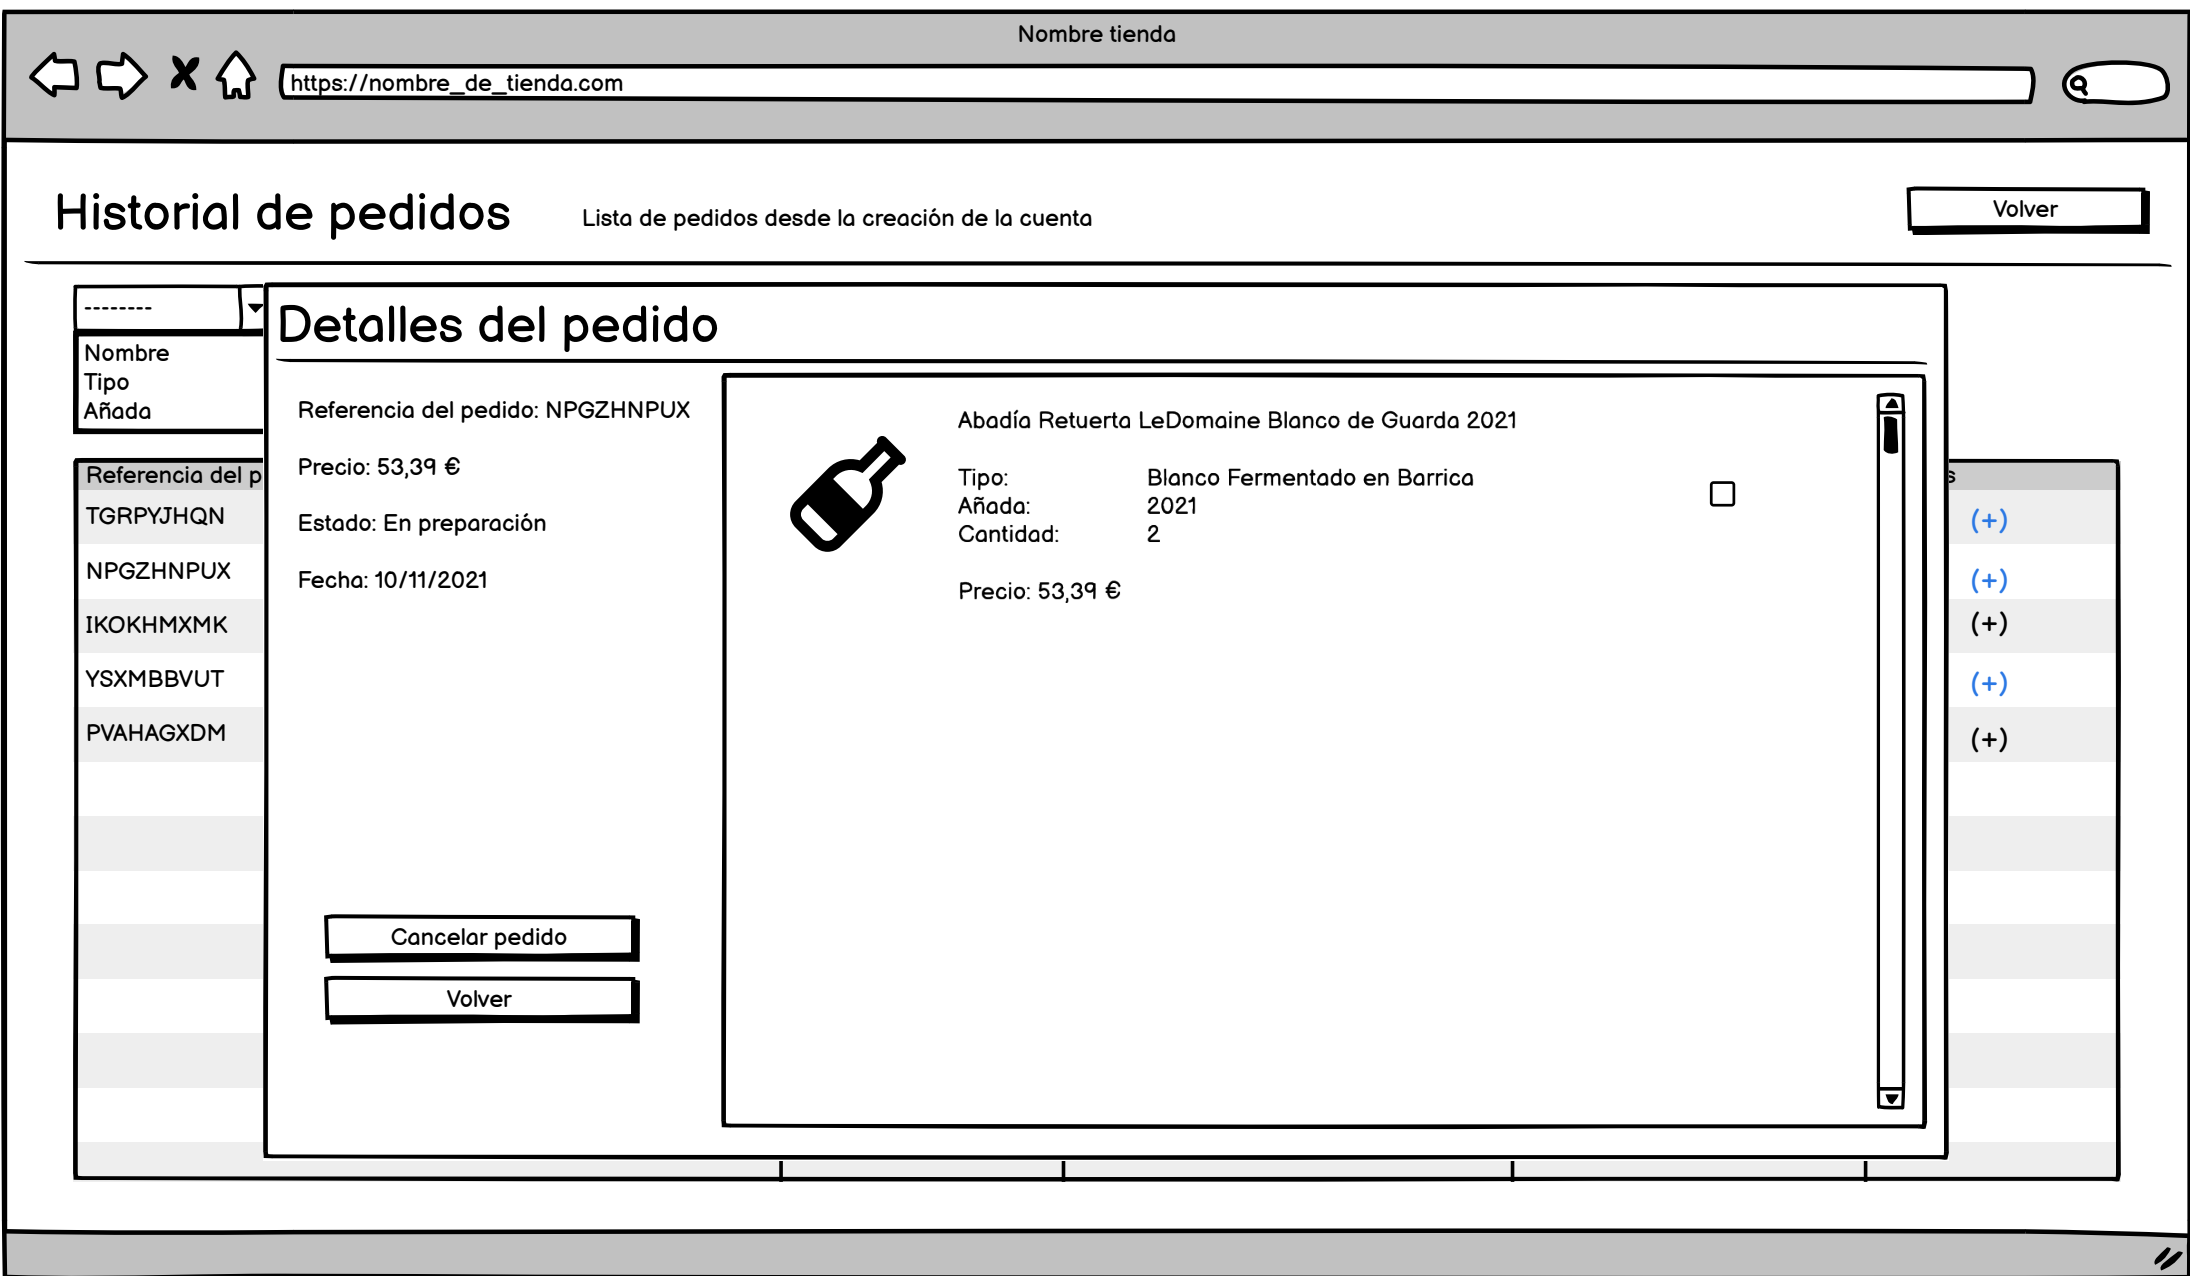 Nombre tienda
https://nombre_de_tienda.com
Historial de pedidos
Lista de pedidos desde la creación de la cuenta
Volver
--------
Nombre
Tipo
Añada
Detalles del pedido
Referencia del pedido: NPGZHNPUX
Precio: 53,39 €
Estado: En preparación
Fecha: 10/11/2021
Cancelar pedido
Volver
Abadía Retuerta LeDomaine Blanco de Guarda 2021
Tipo: Blanco Fermentado en Barrica
Añada: 2021
Cantidad: 2
Precio: 53,39 €
Referencia del p
s
TGRPYJHQN (+)
NPGZHNPUX (+)
IKOKHMXMK (+)
YSXMBBVUT (+)
PVAHAGXDM (+)